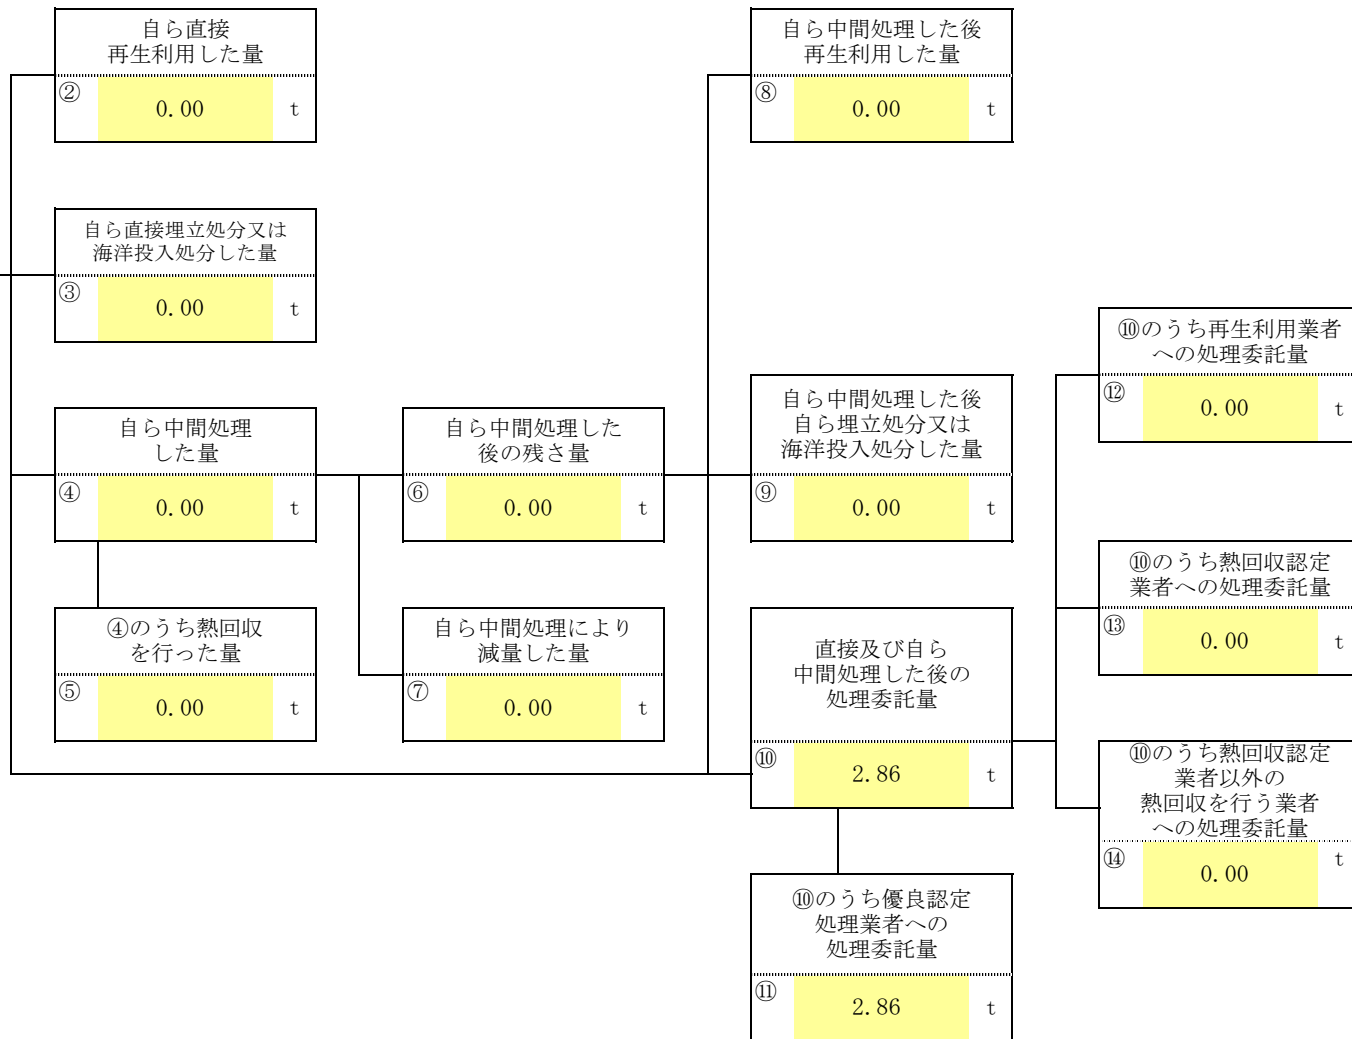 自ら直接
再生利用した量
②
0.00
t
自ら中間処理した後
再生利用した量
⑧
0.00
t
自ら直接埋立処分又は
海洋投入処分した量
③
0.00
t
⑩のうち再生利用業者
への処理委託量
⑫
0.00
t
自ら中間処理
した量
④
0.00
t
自ら中間処理した
後の残さ量
⑥
0.00
t
自ら中間処理した後
自ら埋立処分又は
海洋投入処分した量
⑨
0.00
t
⑩のうち熱回収認定
業者への処理委託量
⑬
0.00
t
④のうち熱回収
を行った量
⑤
0.00
t
自ら中間処理により
減量した量
⑦
0.00
t
直接及び自ら
中間処理した後の
処理委託量
⑩
2.86
t
⑩のうち熱回収認定
業者以外の
熱回収を行う業者
への処理委託量
⑭
0.00
t
⑩のうち優良認定
処理業者への
処理委託量
⑪
2.86
t